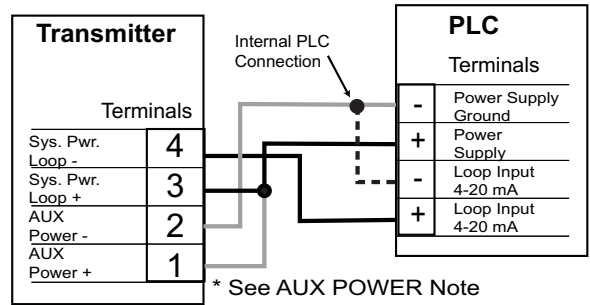 Transmitter
Terminals
Sys. Pwr.
Loop -
4
Sys. Pwr.
Loop +
3
AUX
Power -
2
AUX
Power +
1
Internal PLC
Connection
PLC
Terminals
-
Power Supply
Ground
+
Power
Supply
-
Loop Input
4-20 mA
+
Loop Input
4-20 mA
* See AUX POWER Note